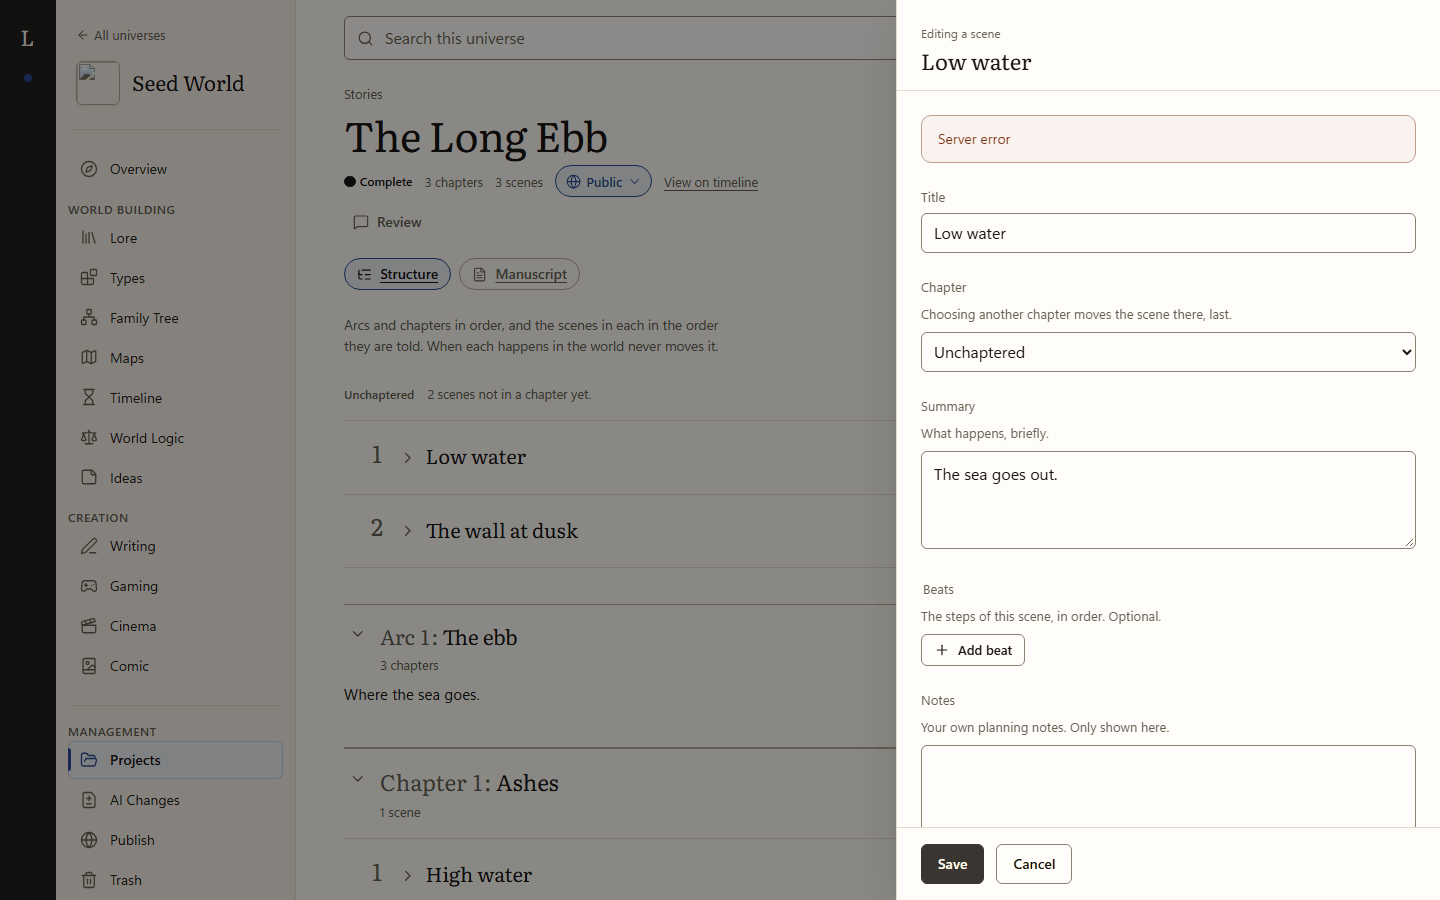 L
All universes
Seed World
Overview
WORLD BUILDING
Lore
Types
Family Tree
Maps
Timeline
World Logic
Ideas
CREATION
Writing
Gaming
Cinema
Comic
MANAGEMENT
Projects
AI Changes
Publish
Trash
Search this universe
Stories
The Long Ebb
Complete 3 chapters 3 scenes Public View on timeline
Review
Structure Manuscript
Arcs and chapters in order, and the scenes in each in the order
they are told. When each happens in the world never moves it.
Unchaptered 2 scenes not in a chapter yet.
1 Low water
2 The wall at dusk
Arc 1: The ebb
3 chapters
Where the sea goes.
Chapter 1: Ashes
1 scene
1 High water
Editing a scene
Low water
Server error
Title
Low water
Chapter
Choosing another chapter moves the scene there, last.
Unchaptered
Summary
What happens, briefly.
The sea goes out.
Beats
The steps of this scene, in order. Optional.
Add beat
Notes
Your own planning notes. Only shown here.
Save Cancel